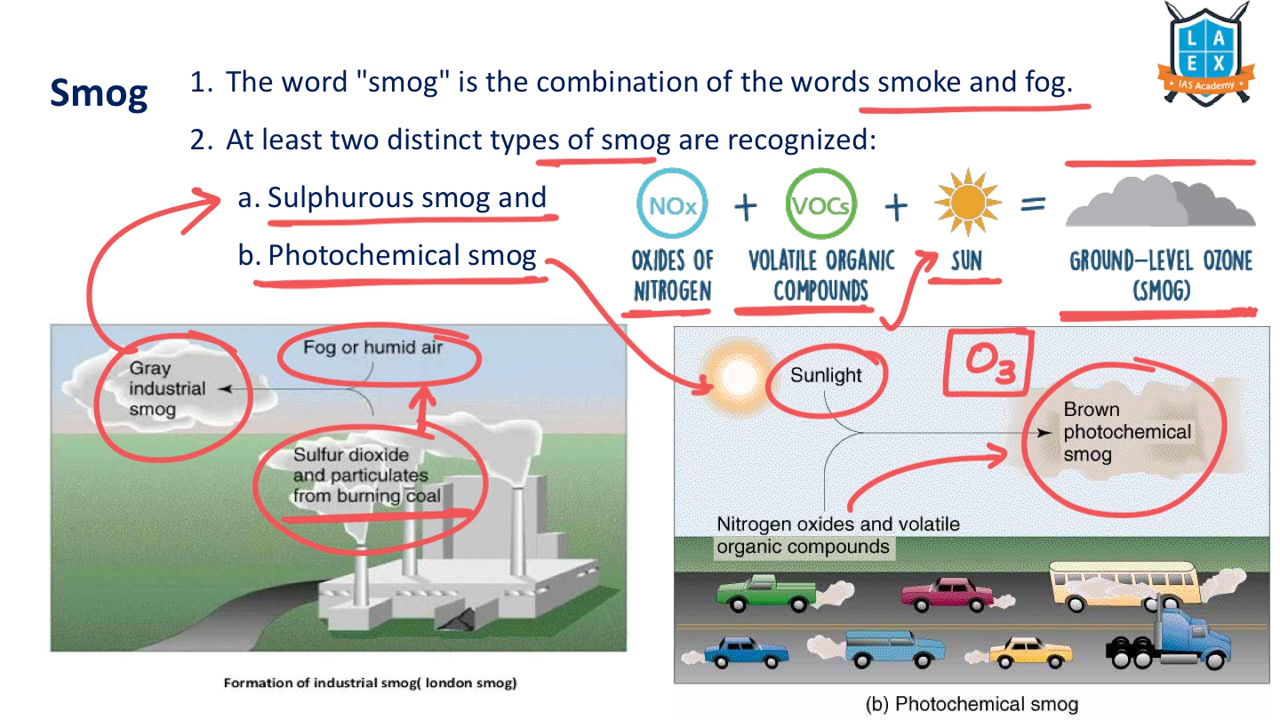 Smog
1. The word "smog" is the combination of the words smoke and fog.
2. At least two distinct types of smog are recognized:
a. Sulphurous smog and
b. Photochemical smog
L A
E X
IAS Academy
NOx + VOCs + =
OXIDES OF
NITROGEN
VOLATILE ORGANIC
COMPOUNDS
SUN
GROUND-LEVEL OZONE
(SMOG)
Fog or humid air
Gray
industrial
smog
Sulfur dioxide
and particulates
from burning coal
Formation of industrial smog( london smog)
Sunlight
O3
Brown
photochemical
smog
Nitrogen oxides and volatile
organic compounds
(b) Photochemical smog